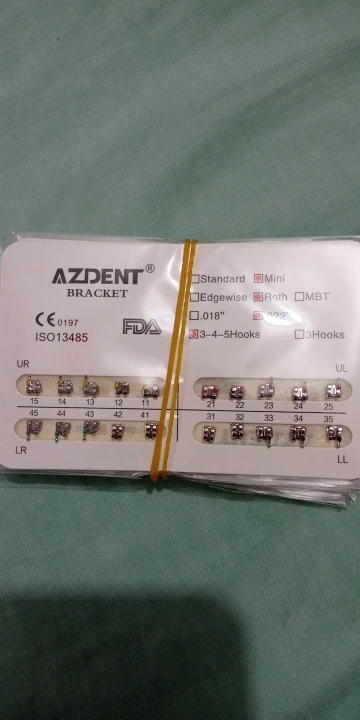 AZDENT®
BRACKET
CE 0197
ISO13485
FDA
Standard Mini
Edgewise Roth MBT
.018" .022"
3-4-5Hooks 3Hooks
UR UL
15 14 13 12 11 21 22 23 24 25
45 44 43 42 41 31 32 33 34 35
LR LL